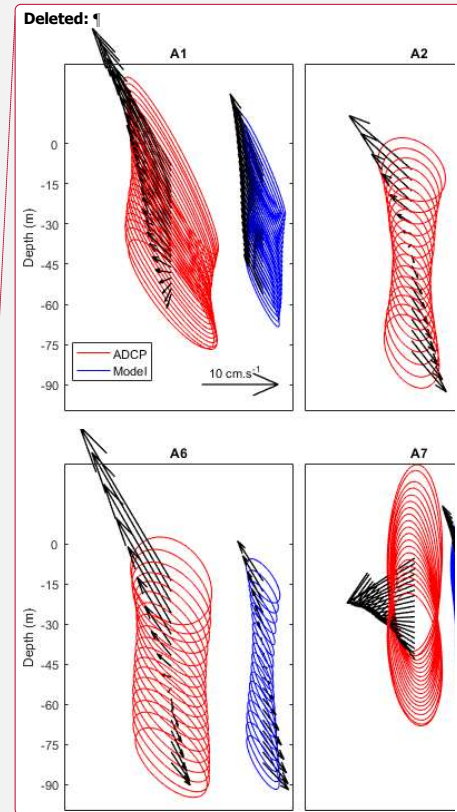 Deleted: ¶
A1
A2
0
-15
-30
-45
-60
-75
-90
Depth (m)
ADCP
Model
10 cm.s-1
A6
A7
0
-15
-30
-45
-60
-75
-90
Depth (m)